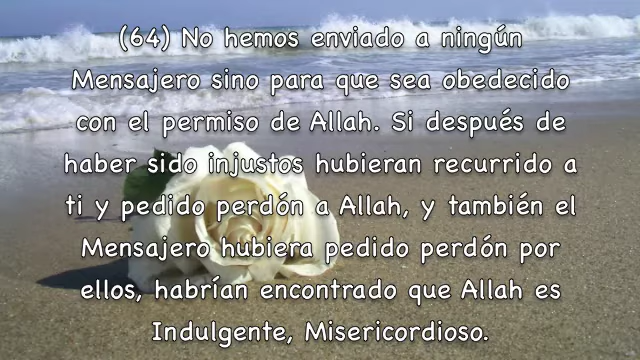 (64) No hemos enviado a ningún
Mensajero sino para que sea obedecido
con el permiso de Allah. Si después de
haber sido injustos hubieran recurrido a
ti y pedido perdón a Allah, y también el
Mensajero hubiera pedido perdón por
ellos, habrían encontrado que Allah es
Indulgente, Misericordioso.